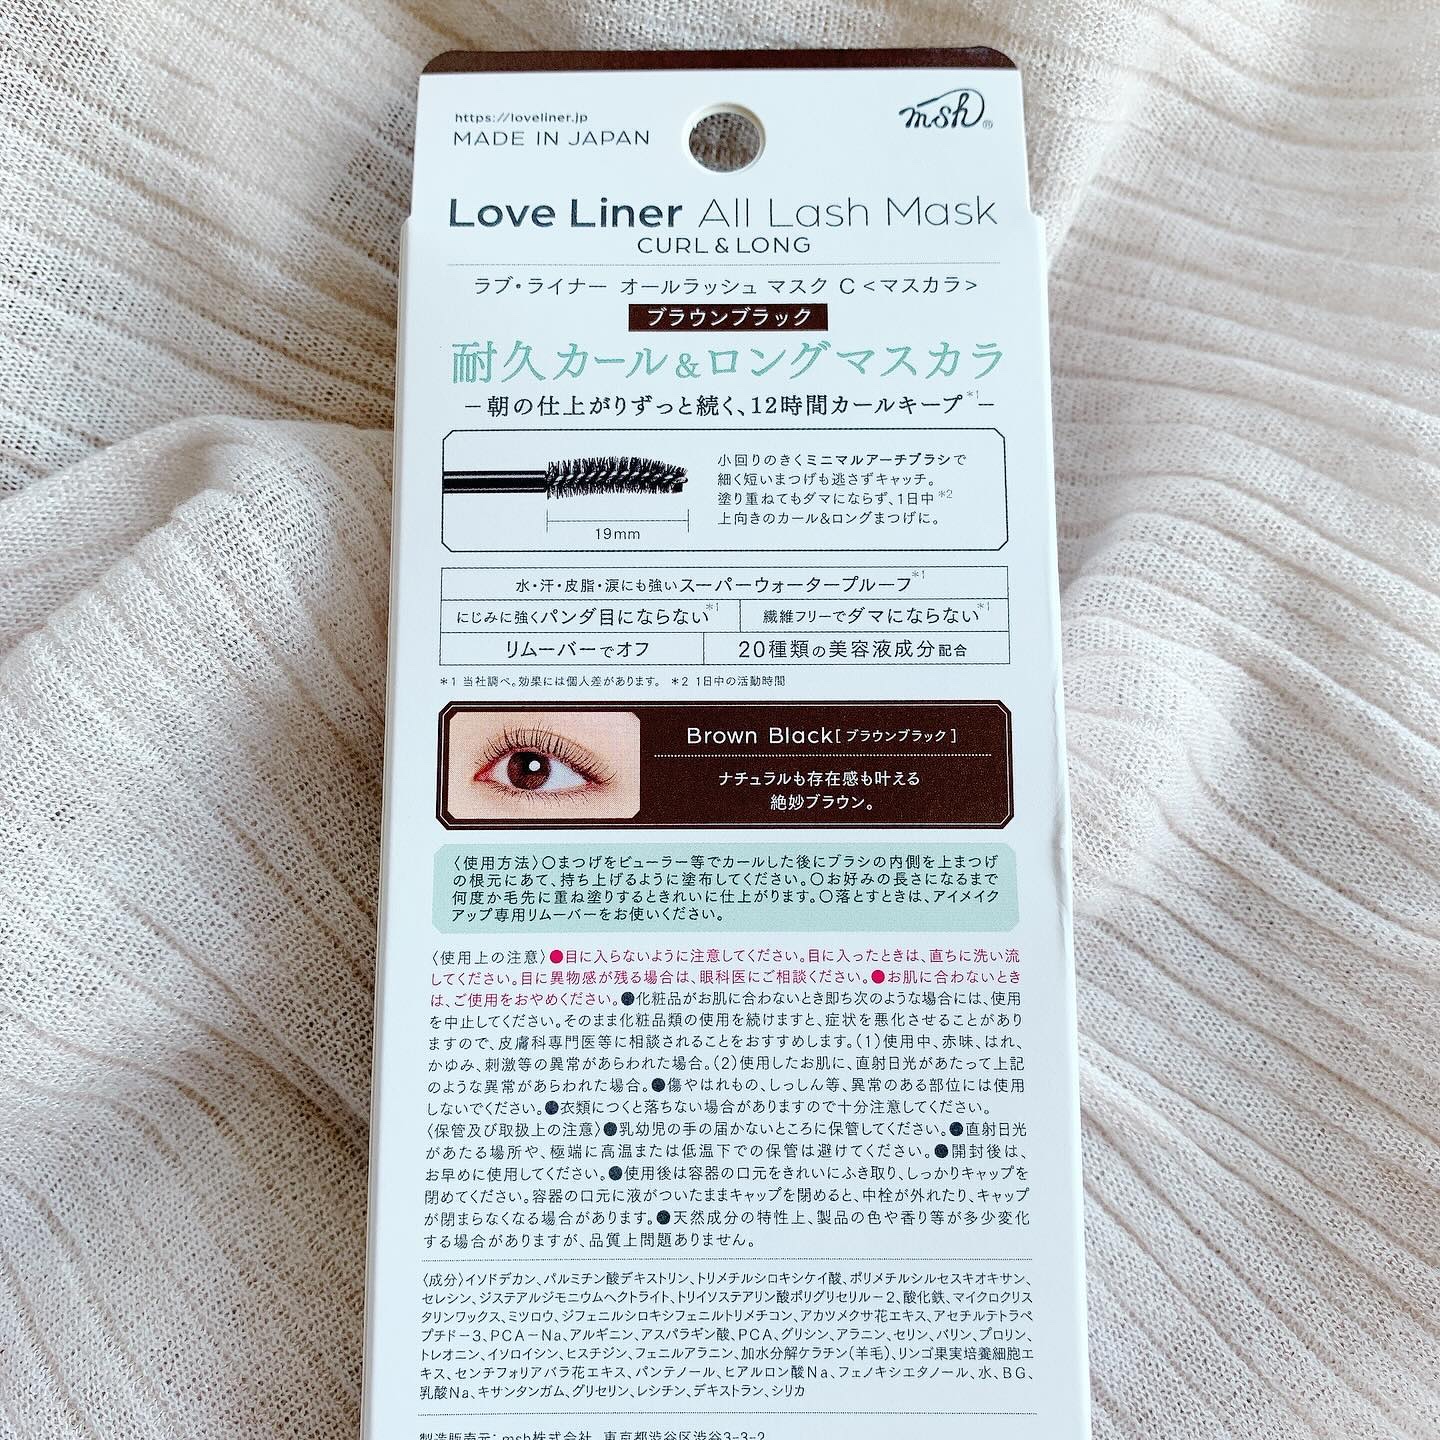 https://loveliner.jp
MADE IN JAPAN
msh®
Love Liner All Lash Mask
CURL & LONG
ラブ・ライナー オールラッシュ マスク C <マスカラ>
ブラウンブラック
耐久カール&ロングマスカラ
－朝の仕上がりずっと続く、12時間カールキープ*1－
小回りのきくミニマルアーチブラシで
細く短いまつげも逃さずキャッチ。
塗り重ねてもダマにならず、1日中*2
上向きのカール&ロングまつげに。
19mm
水・汗・皮脂・涙にも強いスーパーウォータープルーフ*1
にじみに強くパンダ目にならない*1 繊維フリーでダマにならない*1
リムーバーでオフ 20種類の美容液成分配合
*1 当社調べ。効果には個人差があります。 *2 1日中の活動時間
Brown Black[ブラウンブラック]
ナチュラルも存在感も叶える
絶妙ブラウン。
〈使用方法〉○まつげをビューラー等でカールした後にブラシの内側を上まつげ
の根元にあて、持ち上げるように塗布してください。○お好みの長さになるまで
何度か毛先に重ね塗りするときれいに仕上がります。○落とすときは、アイメイク
アップ専用リムーバーをお使いください。
〈使用上の注意〉●目に入らないように注意してください。目に入ったときは、直ちに洗い流
してください。目に異物感が残る場合は、眼科医にご相談ください。●お肌に合わないとき
は、ご使用をおやめください。●化粧品がお肌に合わないとき即ち次のような場合には、使用
を中止してください。そのまま化粧品類の使用を続けますと、症状を悪化させることがあり
ますので、皮膚科専門医等に相談されることをおすすめします。(1)使用中、赤味、はれ、
かゆみ、刺激等の異常があらわれた場合。(2)使用したお肌に、直射日光があたって上記
のような異常があらわれた場合。●傷やはれもの、しっしん等、異常のある部位には使用
しないでください。●衣類につくと落ちない場合がありますので十分注意してください。
〈保管及び取扱上の注意〉●乳幼児の手の届かないところに保管してください。●直射日光
があたる場所や、極端に高温または低温下での保管は避けてください。●開封後は、
お早めに使用してください。●使用後は容器の口元をきれいにふき取り、しっかりキャップを
閉めてください。容器の口元に液がついたままキャップを閉めると、中栓が外れたり、キャップ
が閉まらなくなる場合があります。●天然成分の特性上、製品の色や香り等が多少変化
する場合がありますが、品質上問題ありません。
〈成分〉イソドデカン、パルミチン酸デキストリン、トリメチルシロキシケイ酸、ポリメチルシルセスキオキサン、
セレシン、ジステアルジモニウムヘクトライト、トリイソステアリン酸ポリグリセリル－2、酸化鉄、マイクロクリス
タリンワックス、ミツロウ、ジフェニルシロキシフェニルトリメチコン、アカツメクサ花エキス、アセチルテトラペ
プチド－3、PCA－Na、アルギニン、アスパラギン酸、PCA、グリシン、アラニン、セリン、バリン、プロリン、
トレオニン、イソロイシン、ヒスチジン、フェニルアラニン、加水分解ケラチン(羊毛)、リンゴ果実培養細胞エ
キス、センチフォリアバラ花エキス、パンテノール、ヒアルロン酸Na、フェノキシエタノール、水、BG、
乳酸Na、キサンタンガム、グリセリン、レシチン、デキストラン、シリカ
製造販売元：msh株式会社 東京都渋谷区渋谷3-3-2